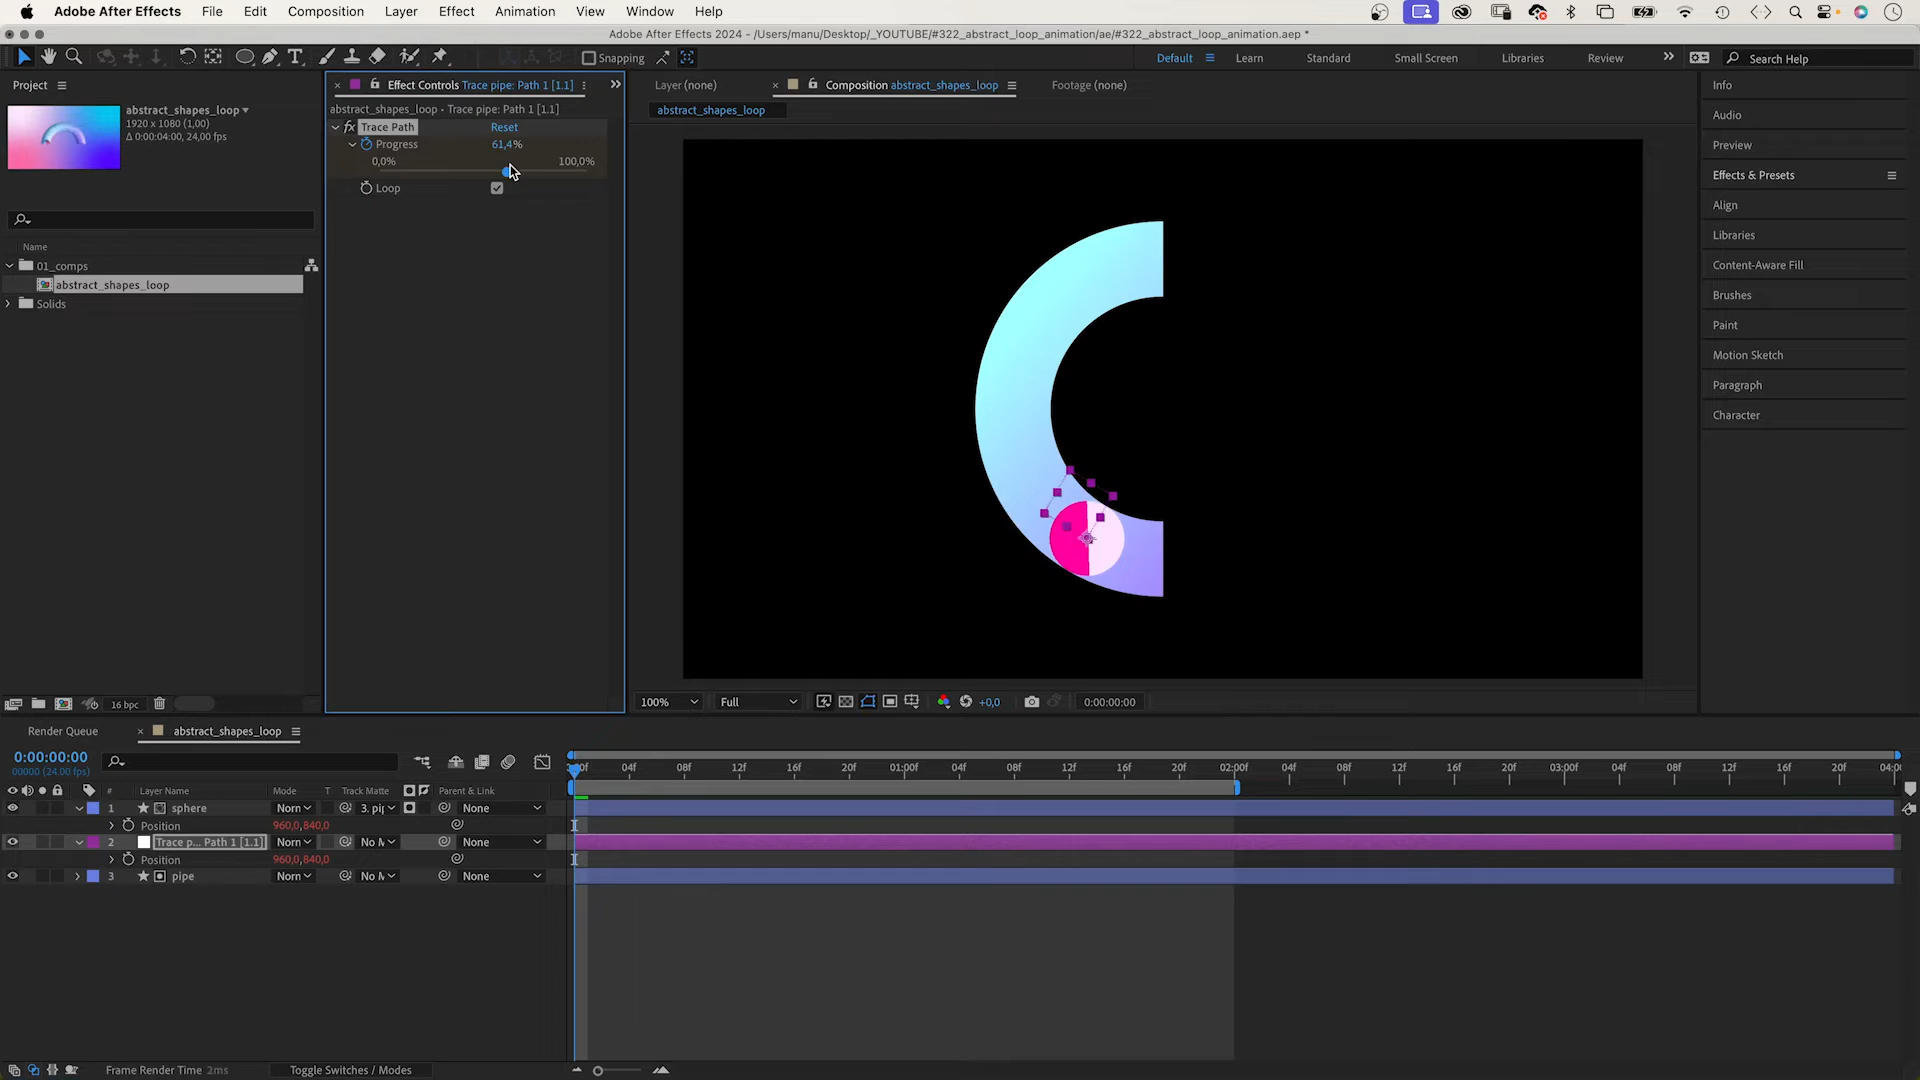 Adobe After Effects File Edit Composition Layer Effect Animation View Window Help
Adobe After Effects 2024 - /Users/manu/Desktop/_YOUTUBE/#322_abstract_loop_animation/ae/#322_abstract_loop_animation.aep *
Snapping Default Learn Standard Small Screen Libraries Review Search Help
Project
abstract_shapes_loop
1920 x 1080 (1,00)
Δ 0:00:04:00, 24,00 fps
Name
01_comps
abstract_shapes_loop
Solids
16 bpc
Effect Controls Trace pipe: Path 1 [1.1]
abstract_shapes_loop • Trace pipe: Path 1 [1.1]
fx Trace Path Reset
Progress 61,4%
0,0% 100,0%
Loop
Layer (none) Composition abstract_shapes_loop Footage (none)
abstract_shapes_loop
100% Full +0,0 0:00:00:00
Info
Audio
Preview
Effects & Presets
Align
Libraries
Content-Aware Fill
Brushes
Paint
Motion Sketch
Paragraph
Character
Render Queue abstract_shapes_loop
0:00:00:00
00000 (24.00 fps)
04f 08f 12f 16f 20f 01:00f 04f 08f 12f 16f 20f 02:00f 04f 08f 12f 16f 20f 03:00f 04f 08f 12f 16f 20f
# Layer Name Mode T Track Matte Parent & Link
1 sphere Norn 3. pip None
Position 960,0,840,0
2 Trace p... Path 1 [1.1] Norn No M None
Position 960,0,840,0
3 pipe Norn No M None
Frame Render Time 2ms Toggle Switches / Modes